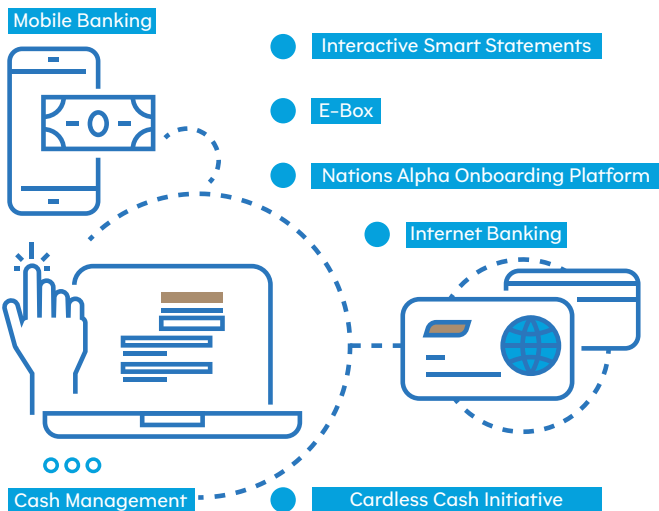 Mobile Banking
Interactive Smart Statements
E-Box
Nations Alpha Onboarding Platform
Internet Banking
Cash Management
Cardless Cash Initiative